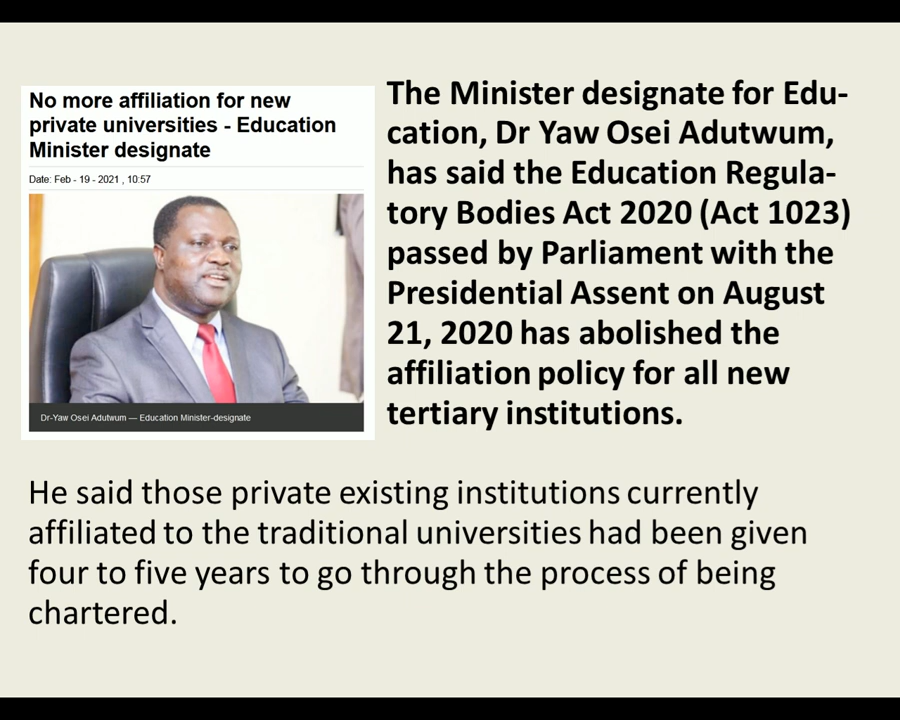 No more affiliation for new
private universities - Education
Minister designate
Date: Feb - 19 - 2021 , 10:57
Dr-Yaw Osei Adutwum — Education Minister-designate
The Minister designate for Edu-
cation, Dr Yaw Osei Adutwum,
has said the Education Regula-
tory Bodies Act 2020 (Act 1023)
passed by Parliament with the
Presidential Assent on August
21, 2020 has abolished the
affiliation policy for all new
tertiary institutions.
He said those private existing institutions currently
affiliated to the traditional universities had been given
four to five years to go through the process of being
chartered.